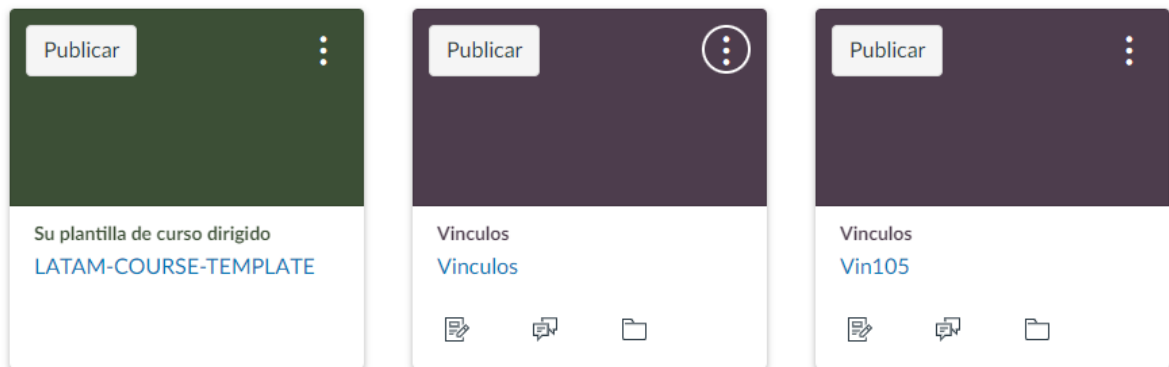 Publicar
Su plantilla de curso dirigido
LATAM-COURSE-TEMPLATE
Publicar
Vinculos
Vinculos
Publicar
Vinculos
Vin105